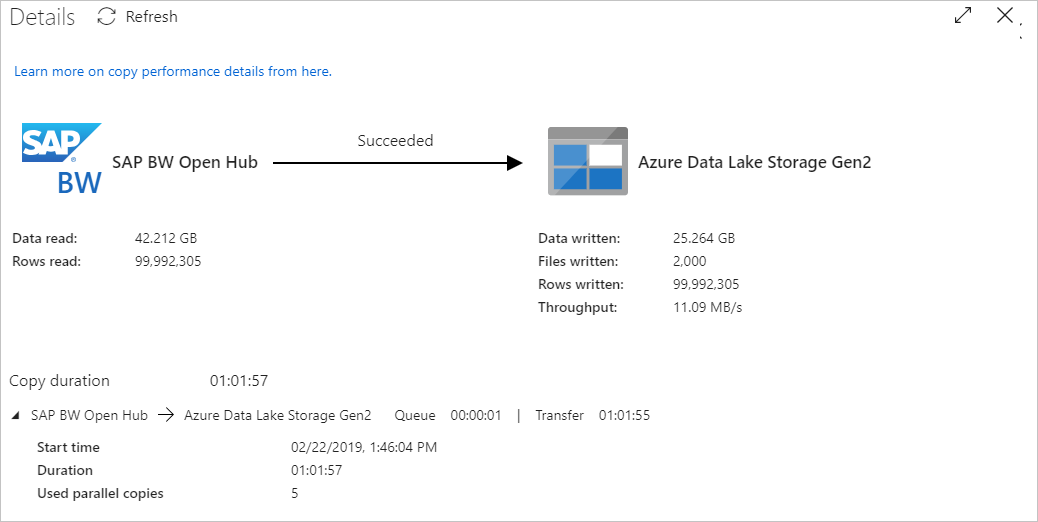 Details Refresh
Learn more on copy performance details from here.
Succeeded
SAP ®
BW
SAP BW Open Hub
Azure Data Lake Storage Gen2
Data read: 42.212 GB
Rows read: 99,992,305
Data written: 25.264 GB
Files written: 2,000
Rows written: 99,992,305
Throughput: 11.09 MB/s
Copy duration 01:01:57
SAP BW Open Hub → Azure Data Lake Storage Gen2 Queue 00:00:01 | Transfer 01:01:55
Start time 02/22/2019, 1:46:04 PM
Duration 01:01:57
Used parallel copies 5